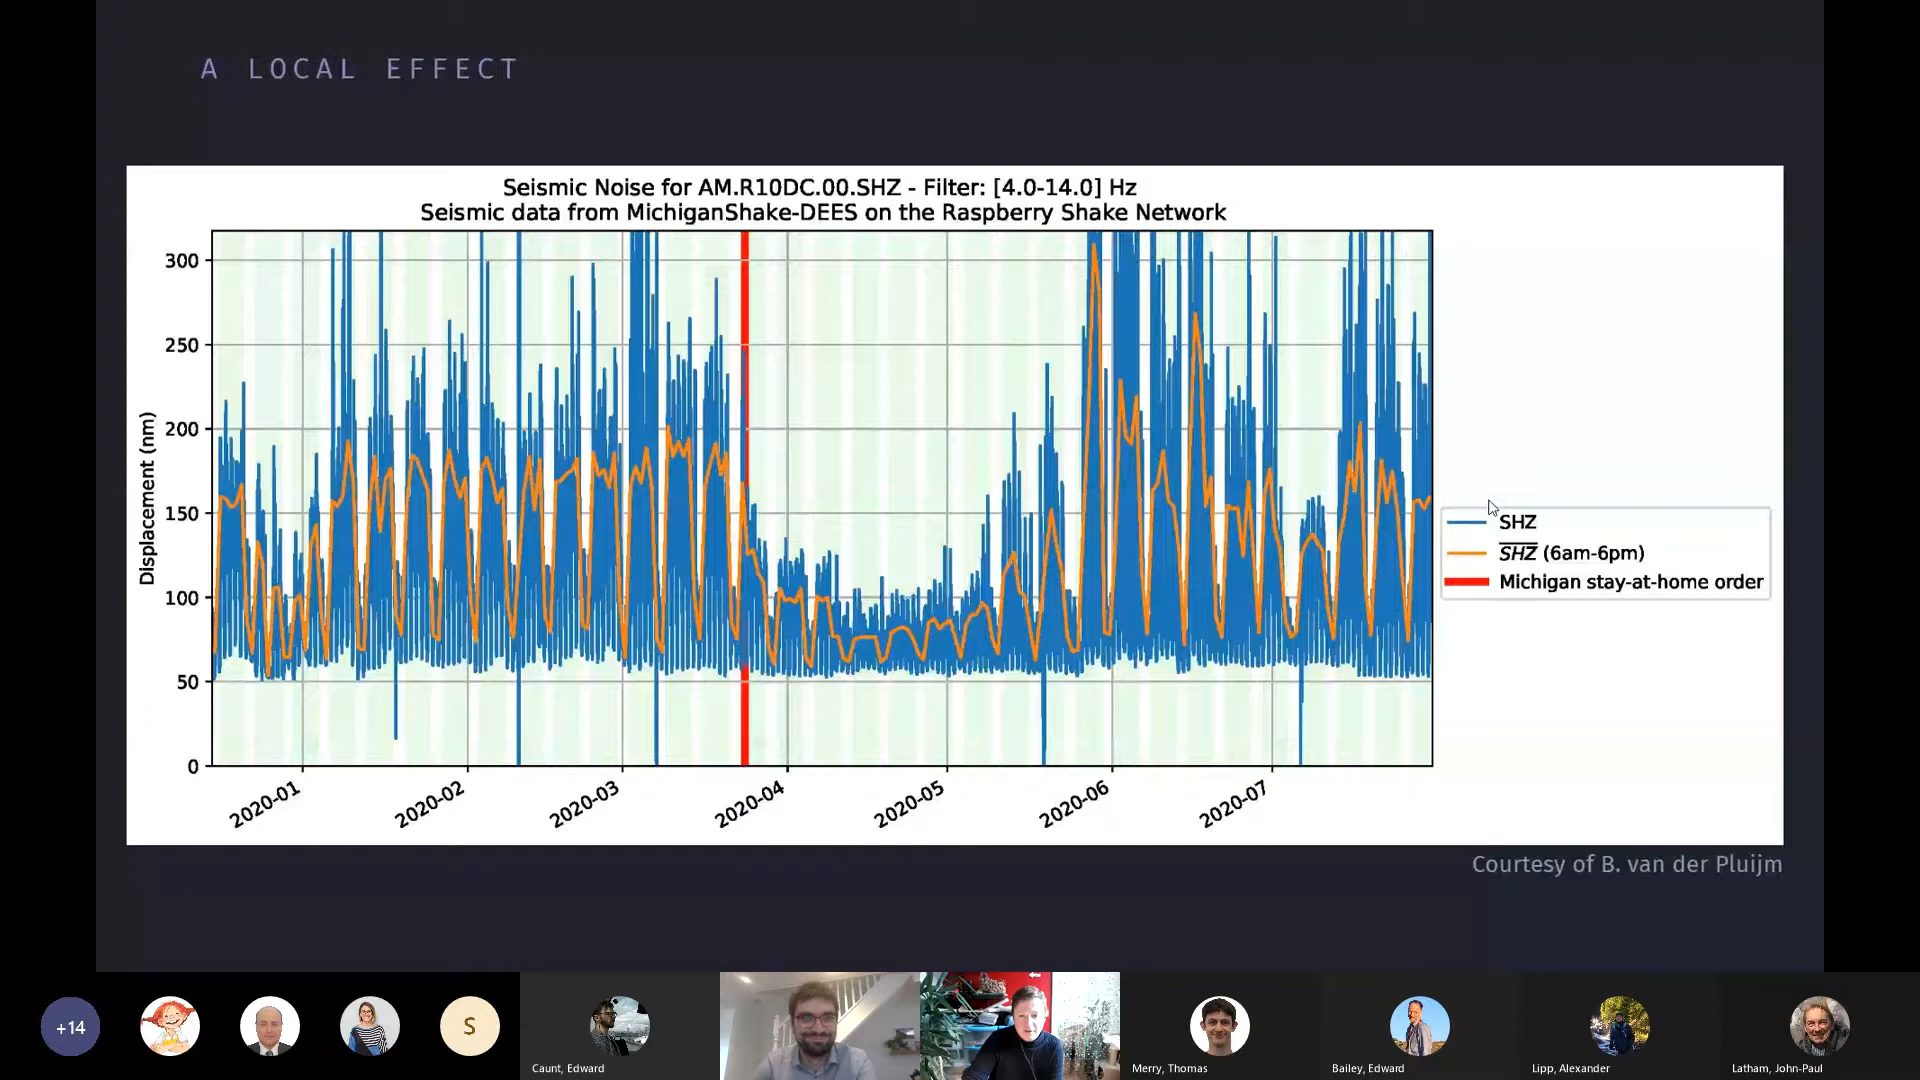 A LOCAL EFFECT
Seismic Noise for AM.R10DC.00.SHZ - Filter: [4.0-14.0] Hz
Seismic data from MichiganShake-DEES on the Raspberry Shake Network
Displacement (nm)
300
250
200
150
100
50
0
2020-01
2020-02
2020-03
2020-04
2020-05
2020-06
2020-07
SHZ
SHZ (6am-6pm)
Michigan stay-at-home order
Courtesy of B. van der Pluijm
+14
S
Caunt, Edward
Merry, Thomas
Bailey, Edward
Lipp, Alexander
Latham, John-Paul